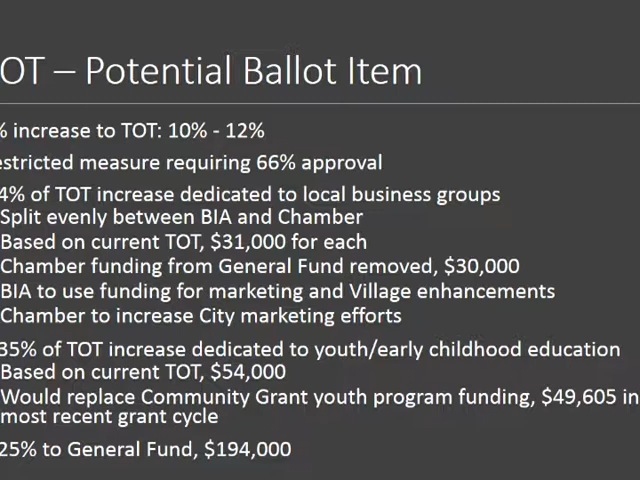 OT – Potential Ballot Item
% increase to TOT: 10% - 12%
estricted measure requiring 66% approval
4% of TOT increase dedicated to local business groups
Split evenly between BIA and Chamber
Based on current TOT, $31,000 for each
Chamber funding from General Fund removed, $30,000
BIA to use funding for marketing and Village enhancements
Chamber to increase City marketing efforts
35% of TOT increase dedicated to youth/early childhood education
Based on current TOT, $54,000
Would replace Community Grant youth program funding, $49,605 in
most recent grant cycle
25% to General Fund, $194,000